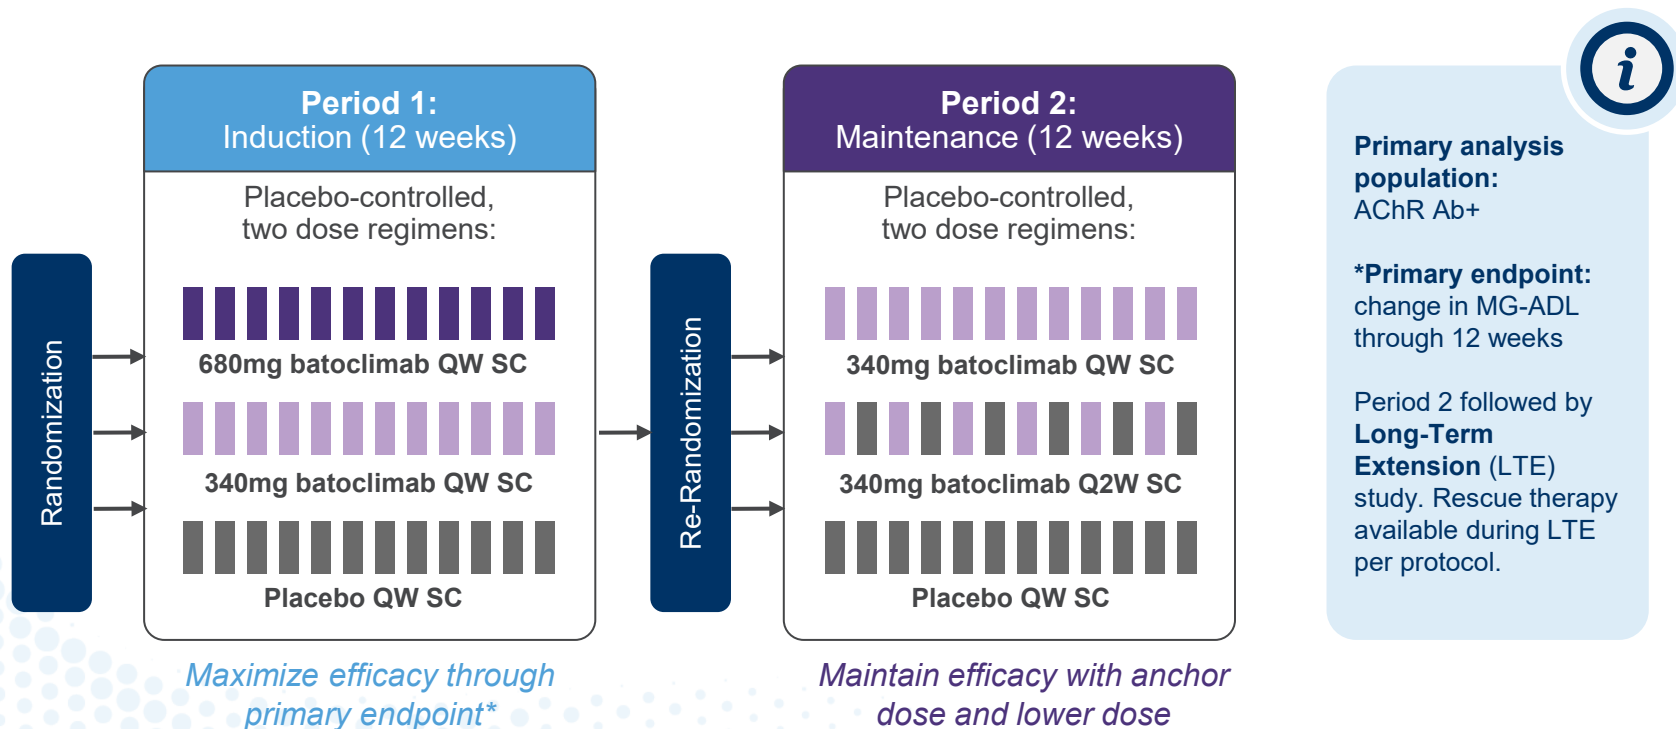 Randomization
Period 1:
Induction (12 weeks)
Placebo-controlled,
two dose regimens:
680mg batoclimab QW SC
340mg batoclimab QW SC
Placebo QW SC
Maximize efficacy through
primary endpoint*
Re-Randomization
Period 2:
Maintenance (12 weeks)
Placebo-controlled,
two dose regimens:
340mg batoclimab QW SC
340mg batoclimab Q2W SC
Placebo QW SC
Maintain efficacy with anchor
dose and lower dose
i
Primary analysis
population:
AChR Ab+
*Primary endpoint:
change in MG-ADL
through 12 weeks
Period 2 followed by
Long-Term
Extension (LTE)
study. Rescue therapy
available during LTE
per protocol.